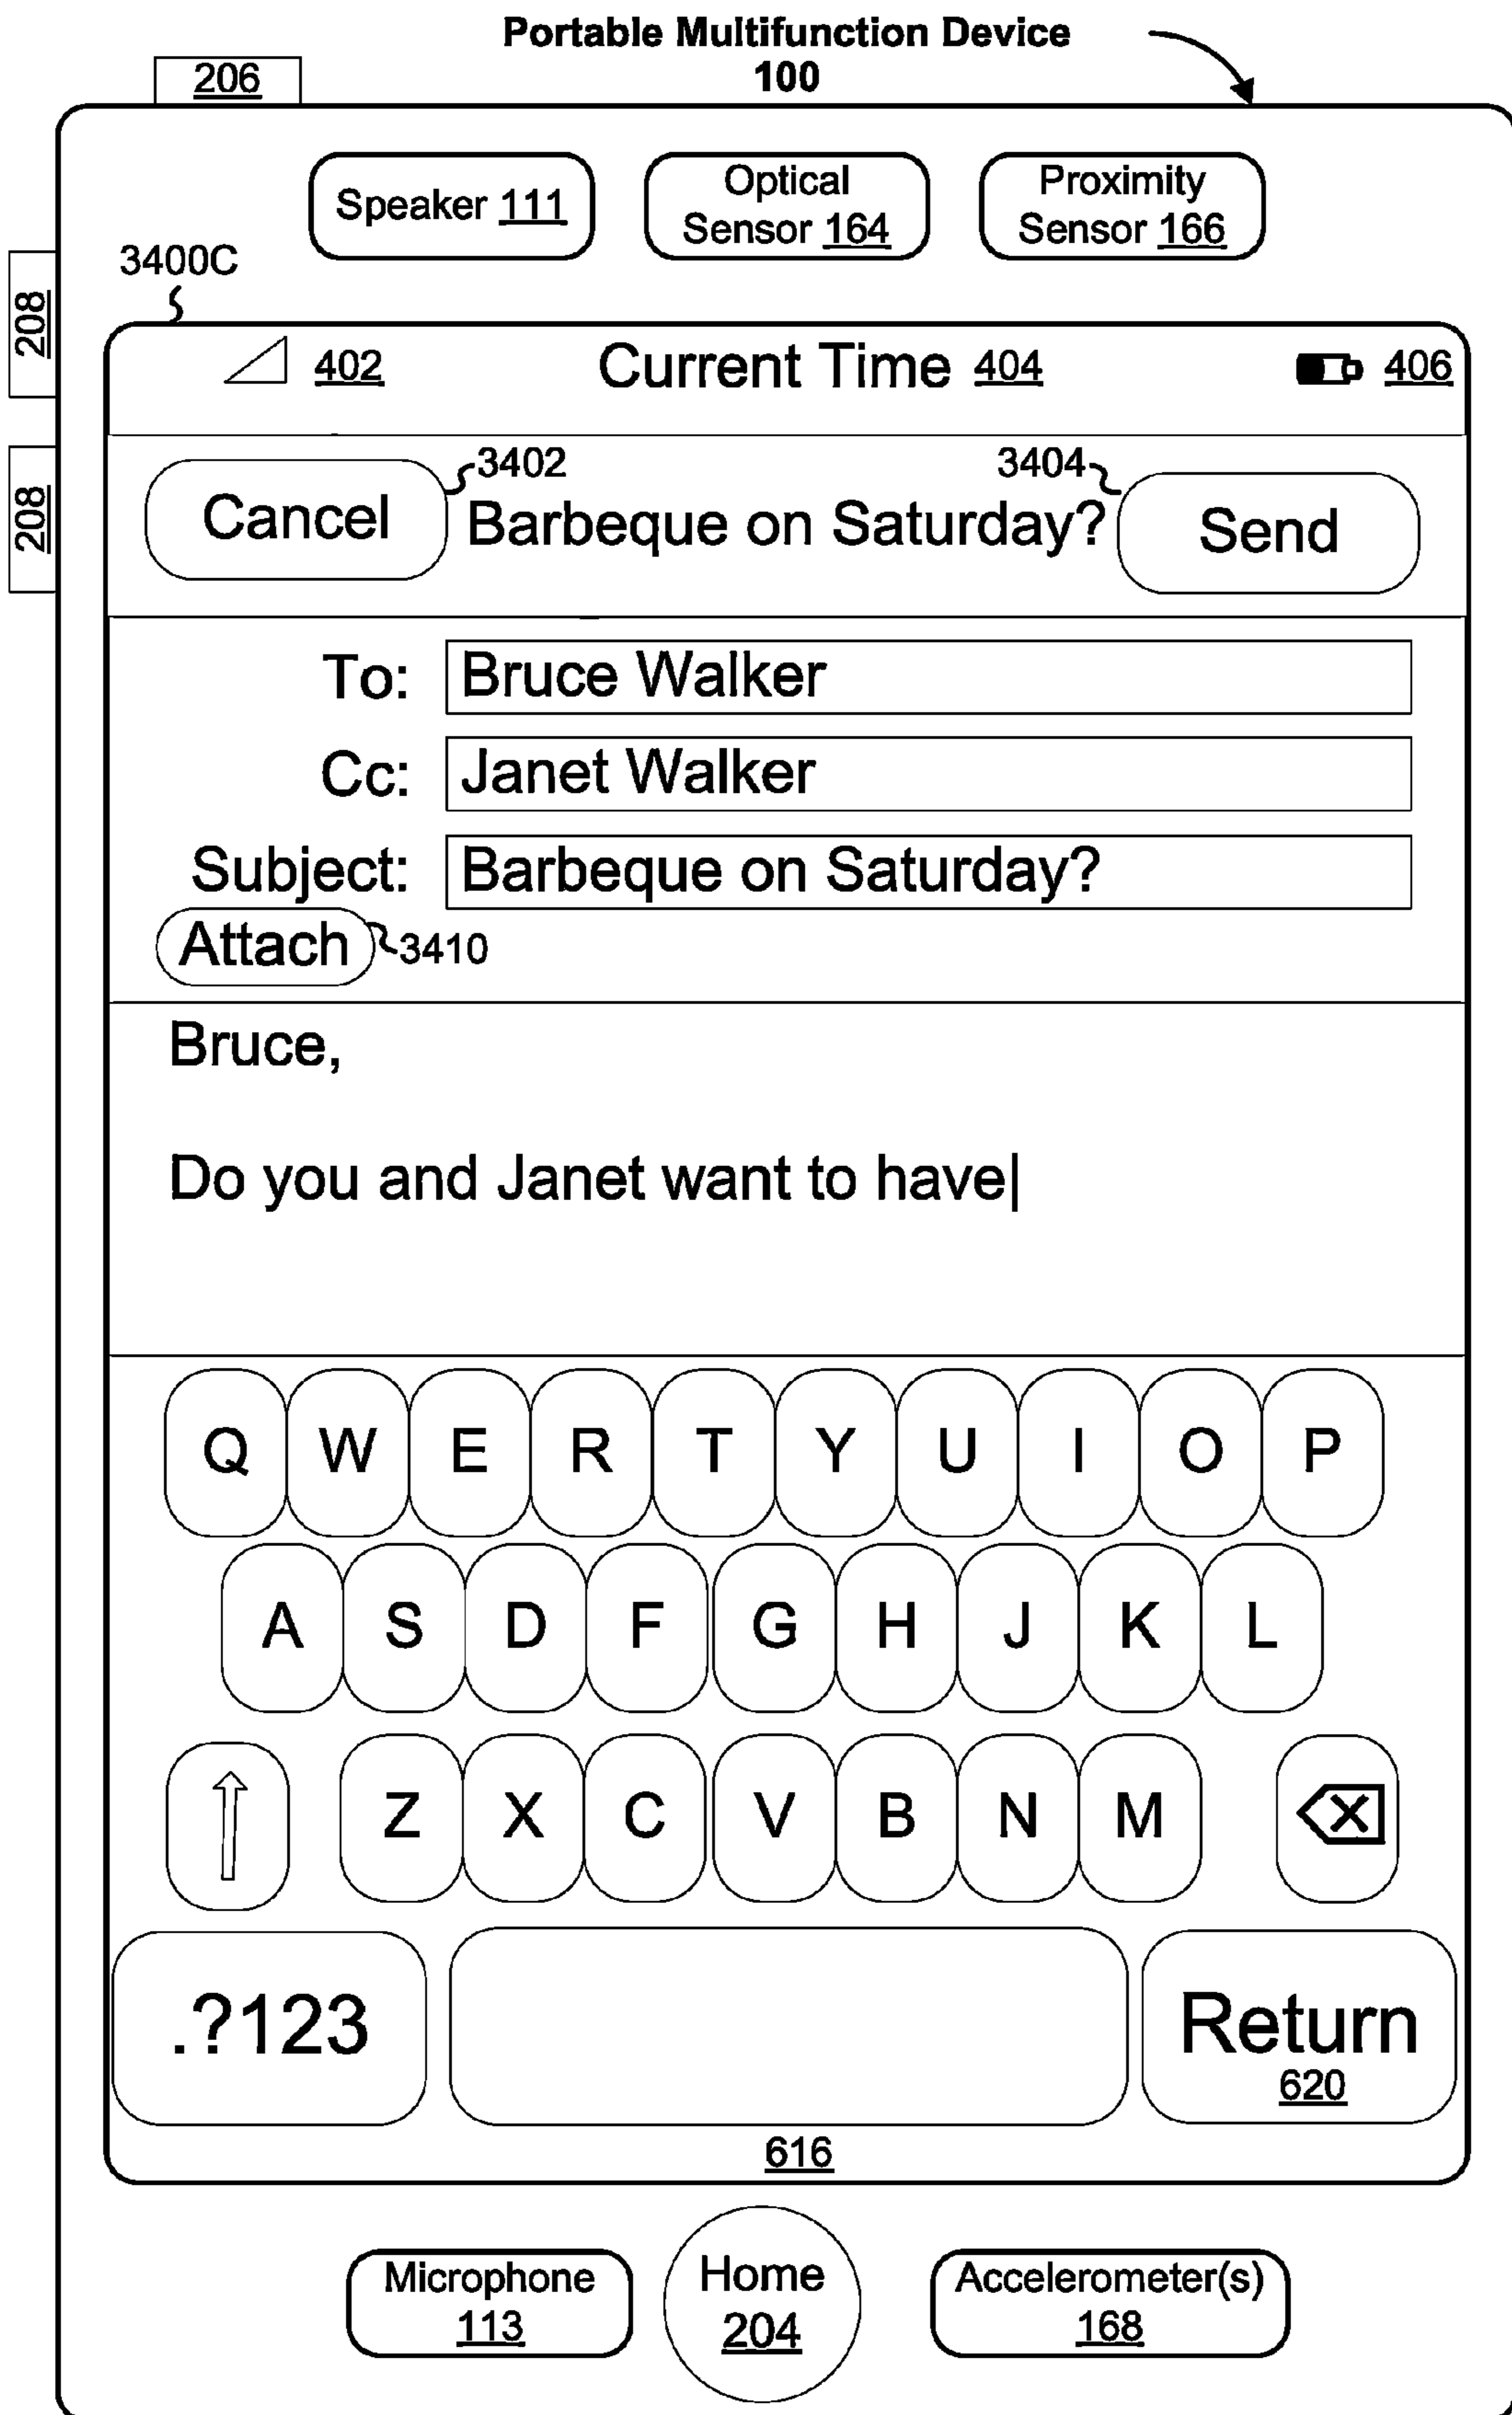 Portable Multifunction Device
100
206
Speaker 111
Optical
Sensor 164
Proximity
Sensor 166
208
208
3400C
402
Current Time 404
406
Cancel
3402
Barbeque on Saturday?
3404
Send
To: Bruce Walker
Cc: Janet Walker
Subject: Barbeque on Saturday?
Attach
3410
Bruce,
Do you and Janet want to have
Q W E R T Y U I O P
A S D F G H J K L
Z X C V B N M
.?123
Return
620
616
Microphone
113
Home
204
Accelerometer(s)
168